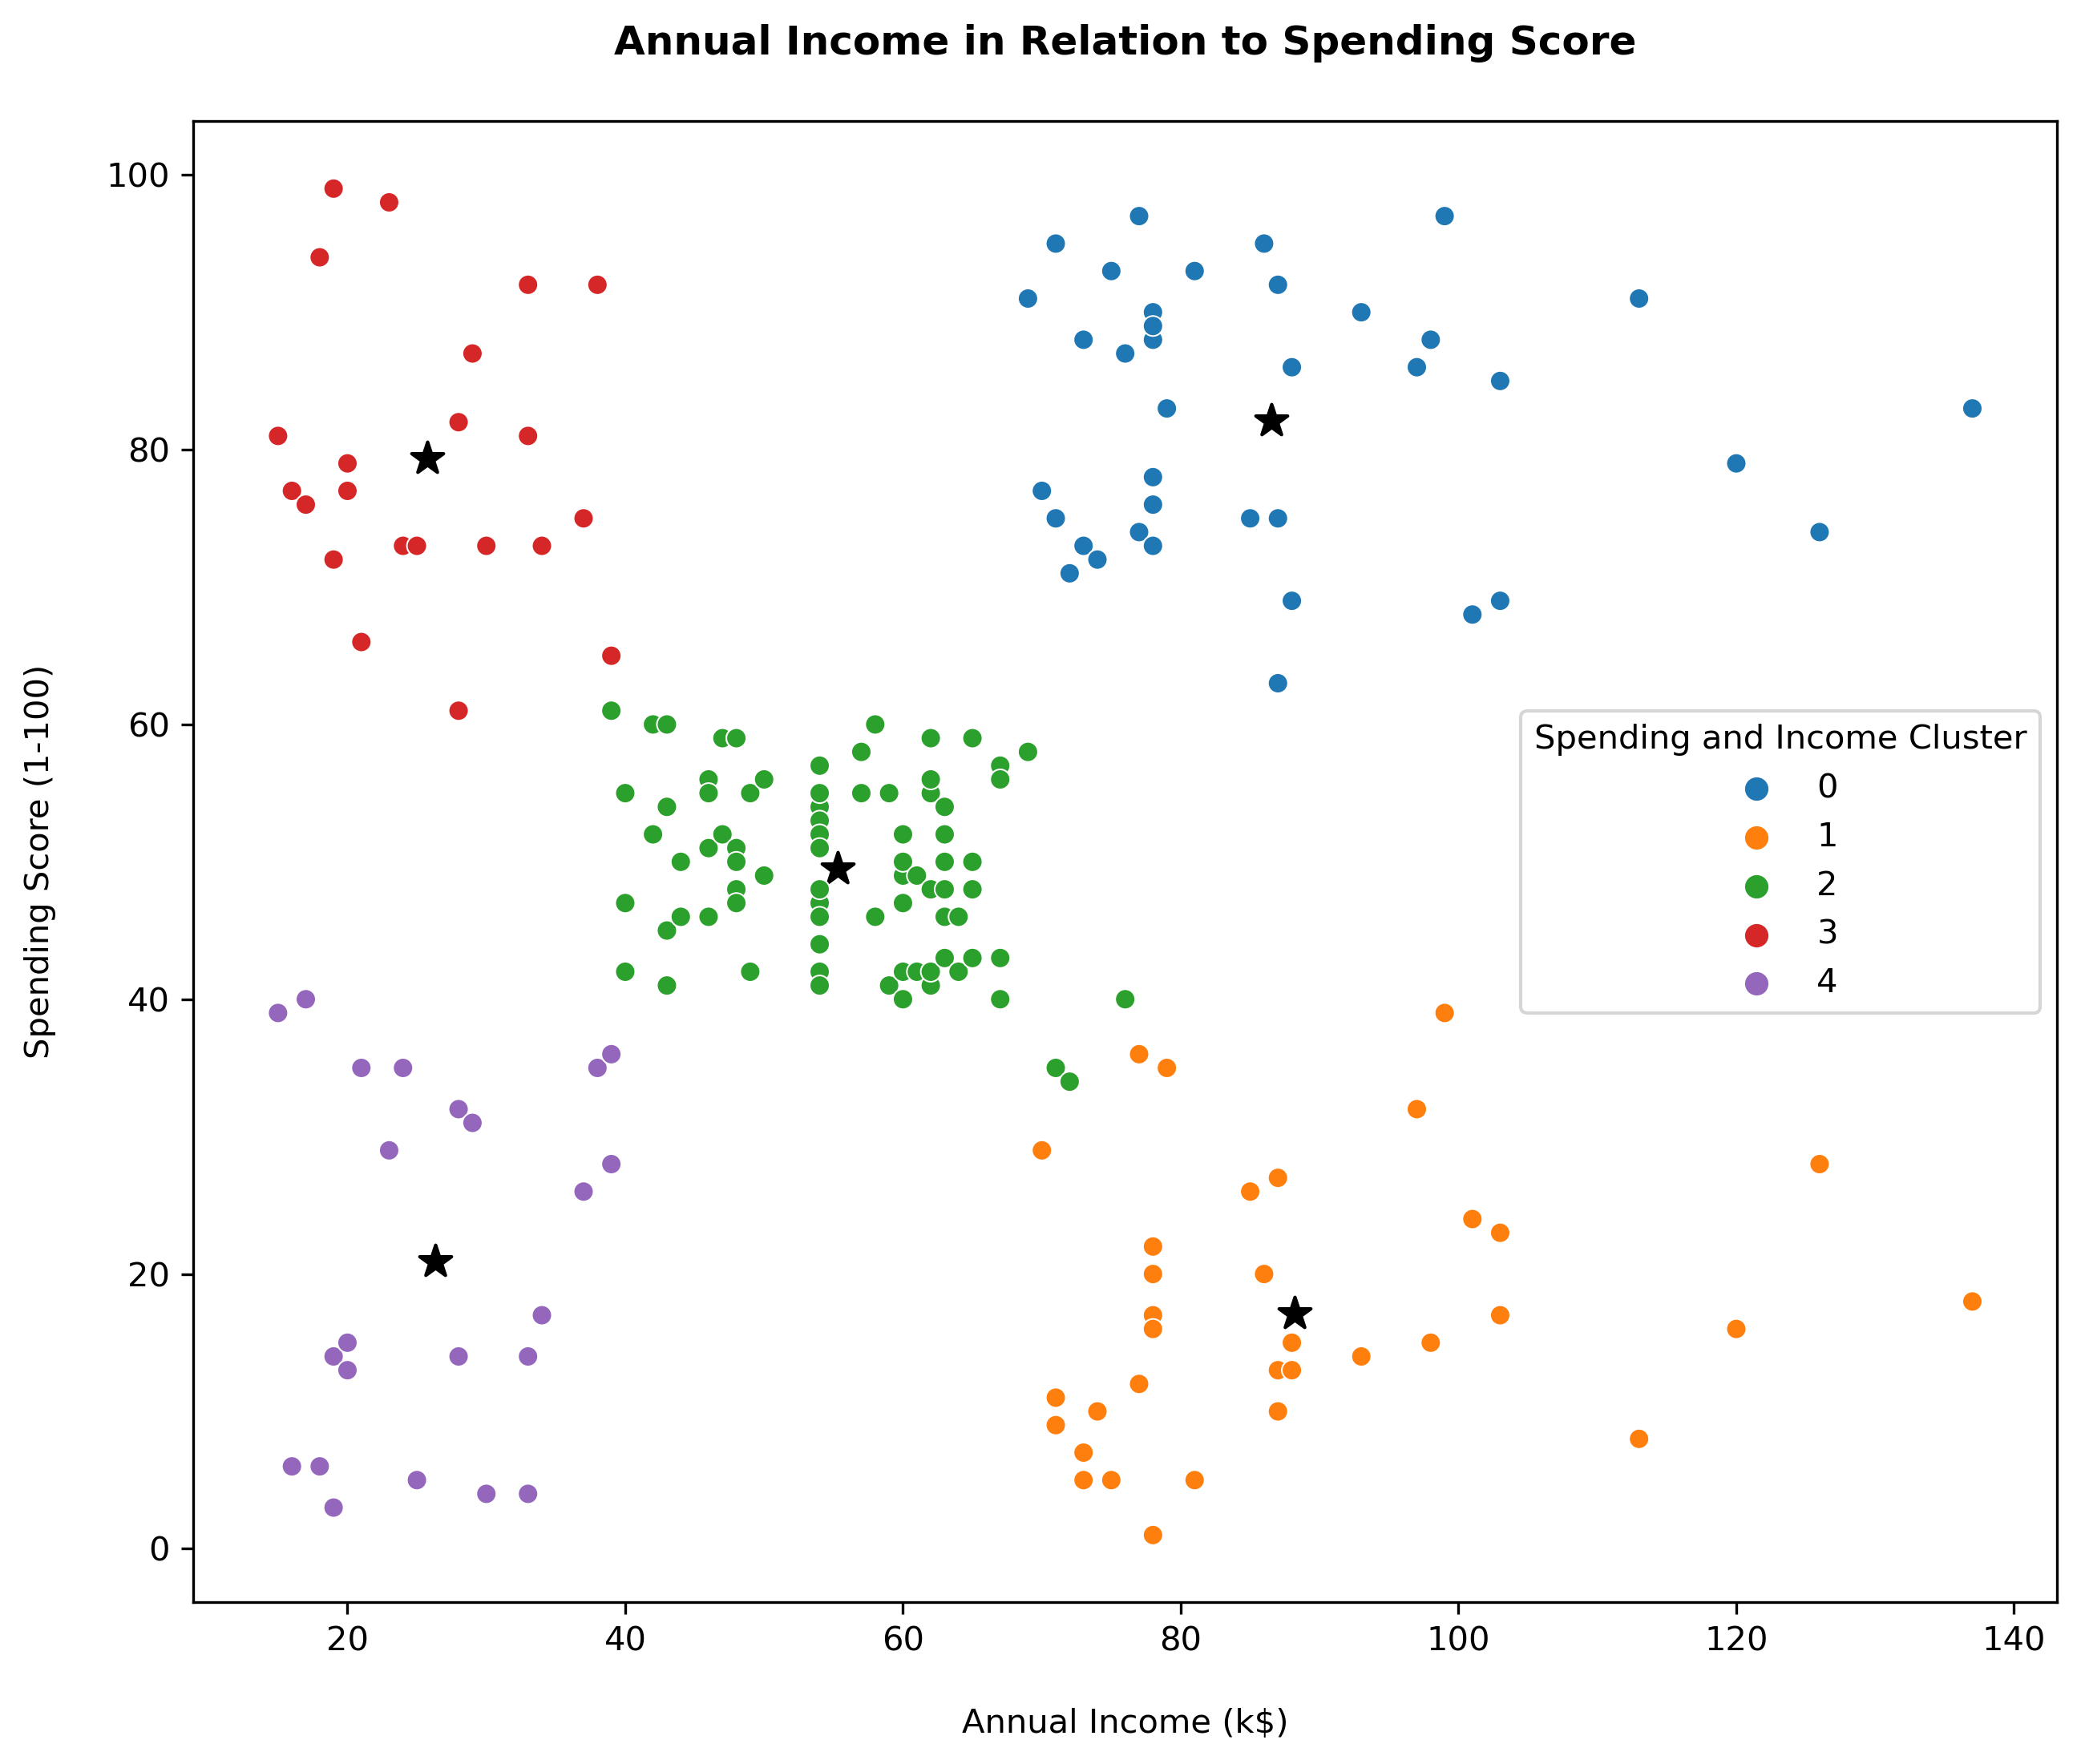 Annual Income in Relation to Spending Score
100
80
60
40
20
0
Spending Score (1-100)
Spending and Income Cluster
0
1
2
3
4
20 40 60 80 100 120 140
Annual Income (k$)